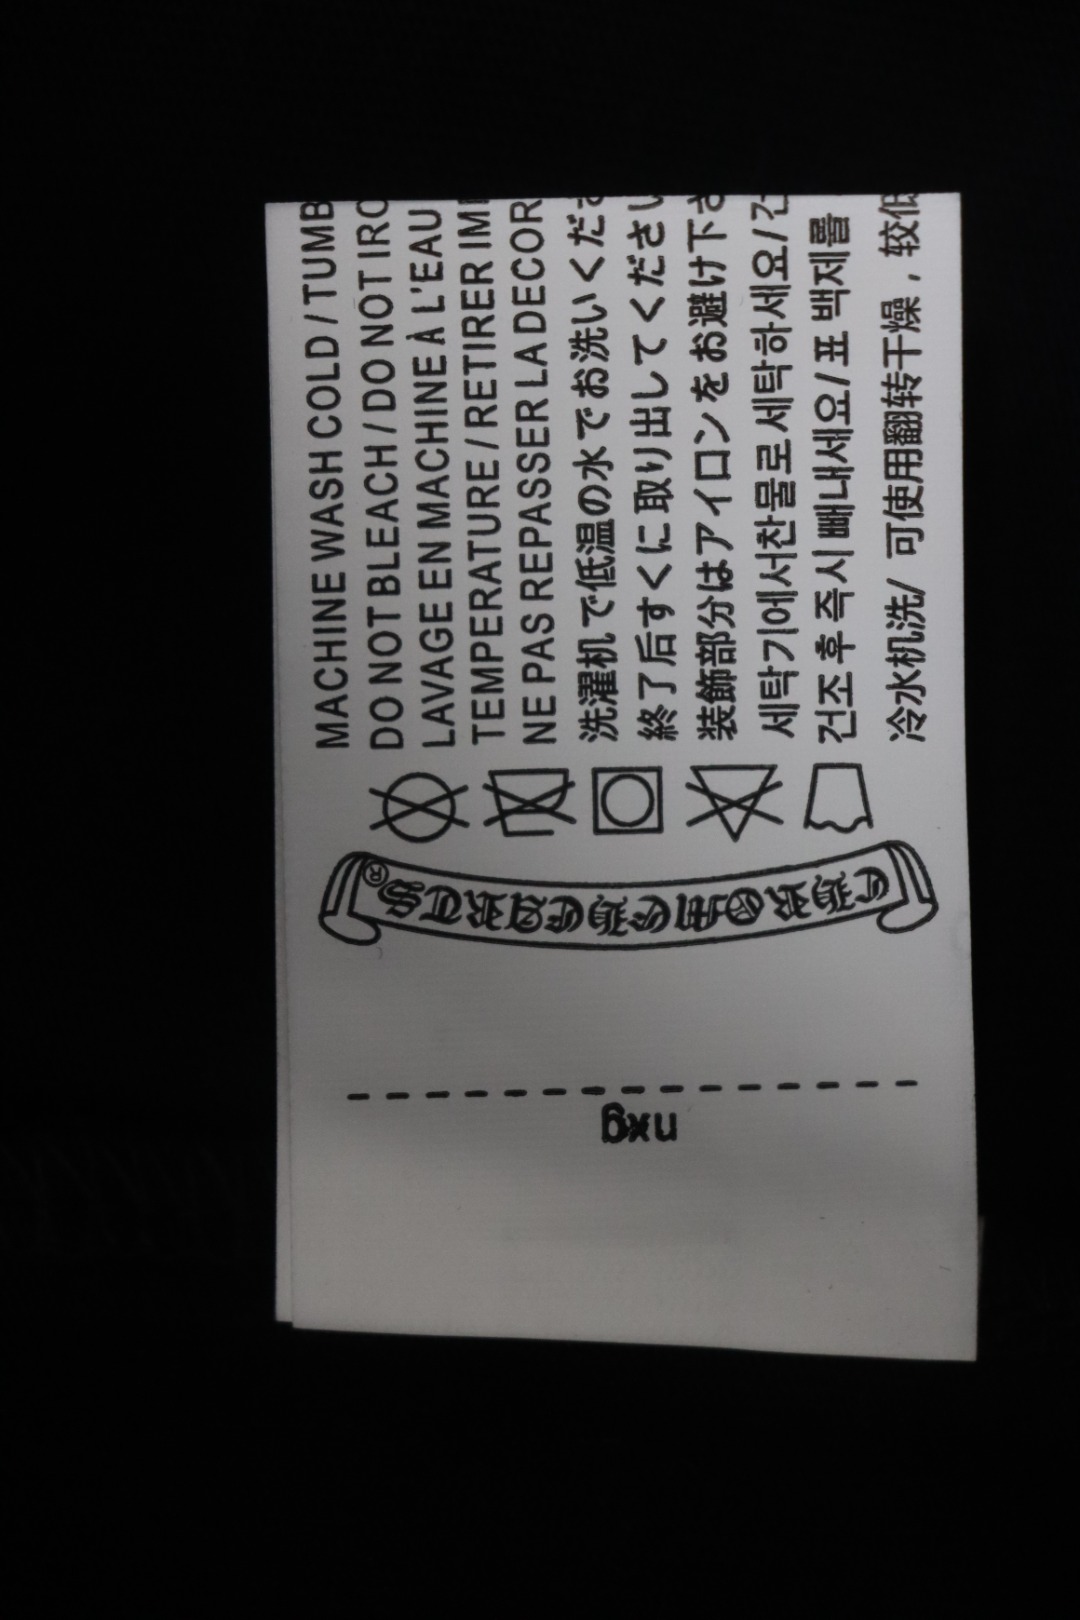 MACHINE WASH COLD / TUMB
DO NOT BLEACH / DO NOT IRO
LAVAGE EN MACHINE À L'EAU
TEMPERATURE / RETIRER IM
NE PAS REPASSER LA DECOR
洗濯机で低温の水でお洗いくださ
終了后すくに取り出してくださし
装飾部分はアイロンをお避け下さ
세탁기에서찬물로세탁하세요/건
건조 후 즉시 빼내세요/표 백제를
冷水机洗/ 可使用翻转干燥，较低
CHROME HEARTS®
nxg